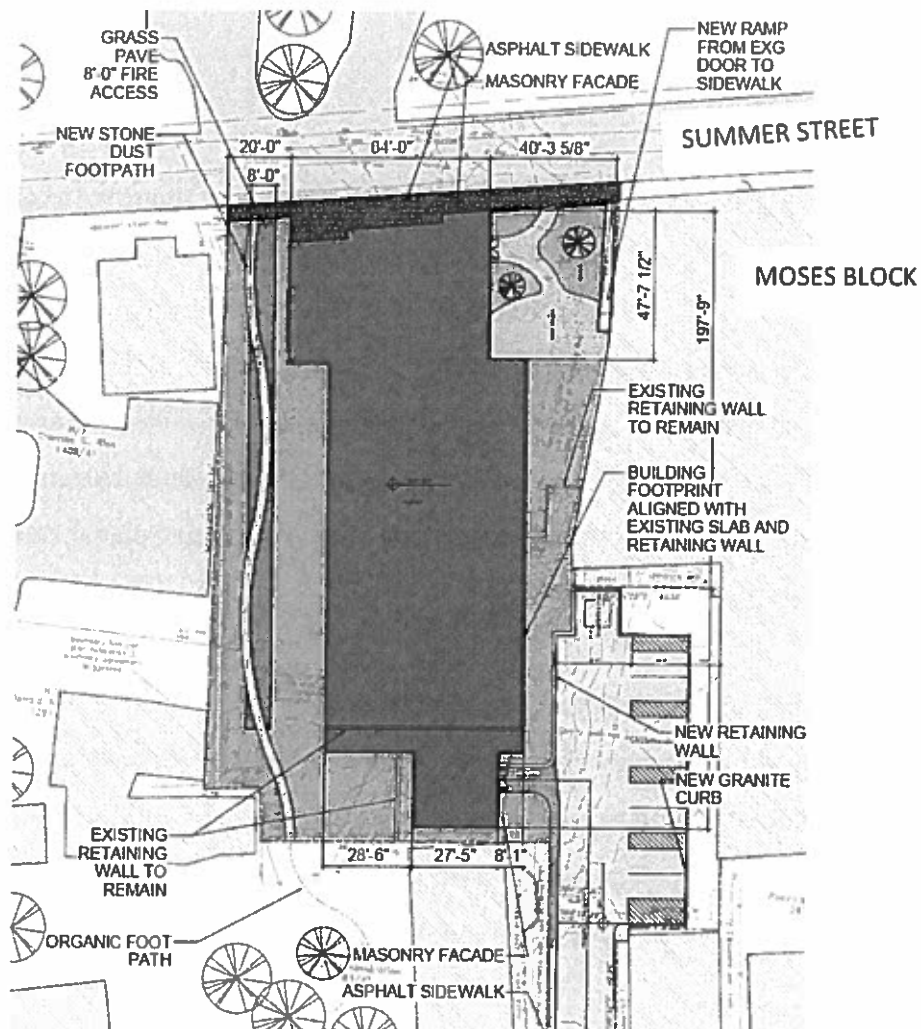 GRASS
PAVE
8'-0" FIRE
ACCESS
ASPHALT SIDEWALK
MASONRY FACADE
NEW RAMP
FROM EXG
DOOR TO
SIDEWALK
NEW STONE
DUST
FOOTPATH
SUMMER STREET
20'-0"
64'-0"
40'-3 5/8"
8'-0"
MOSES BLOCK
47'-7 1/2"
197'-9"
EXISTING
RETAINING WALL
TO REMAIN
BUILDING
FOOTPRINT
ALIGNED WITH
EXISTING SLAB AND
RETAINING WALL
NEW RETAINING
WALL
NEW GRANITE
CURB
EXISTING
RETAINING
WALL TO
REMAIN
28'-6"
27'-5"
8'-1"
ORGANIC FOOT
PATH
MASONRY FACADE
ASPHALT SIDEWALK